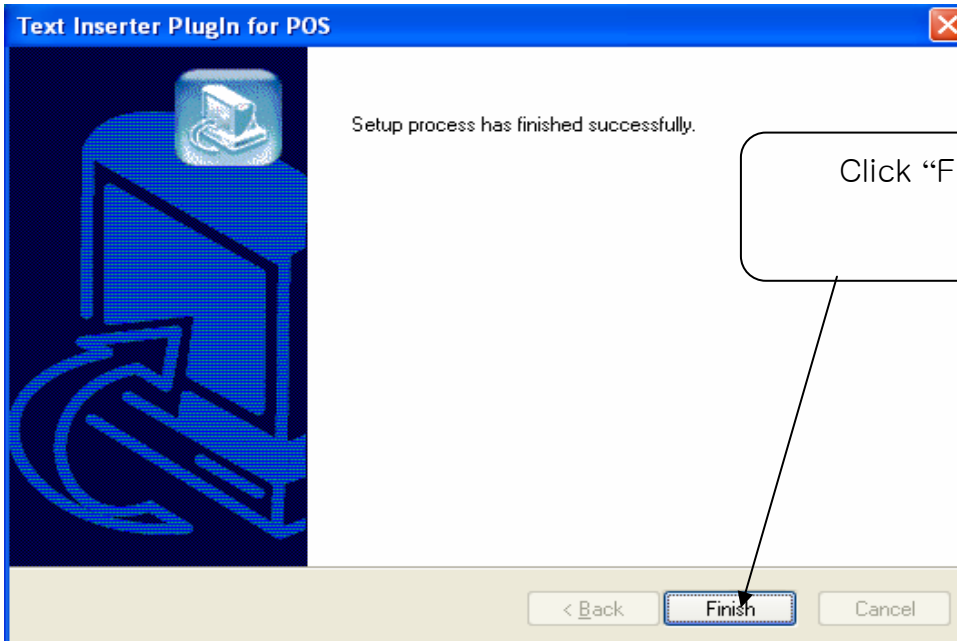 Text Inserter PlugIn for POS
Setup process has finished successfully.
Click “F
< Back
Finish
Cancel